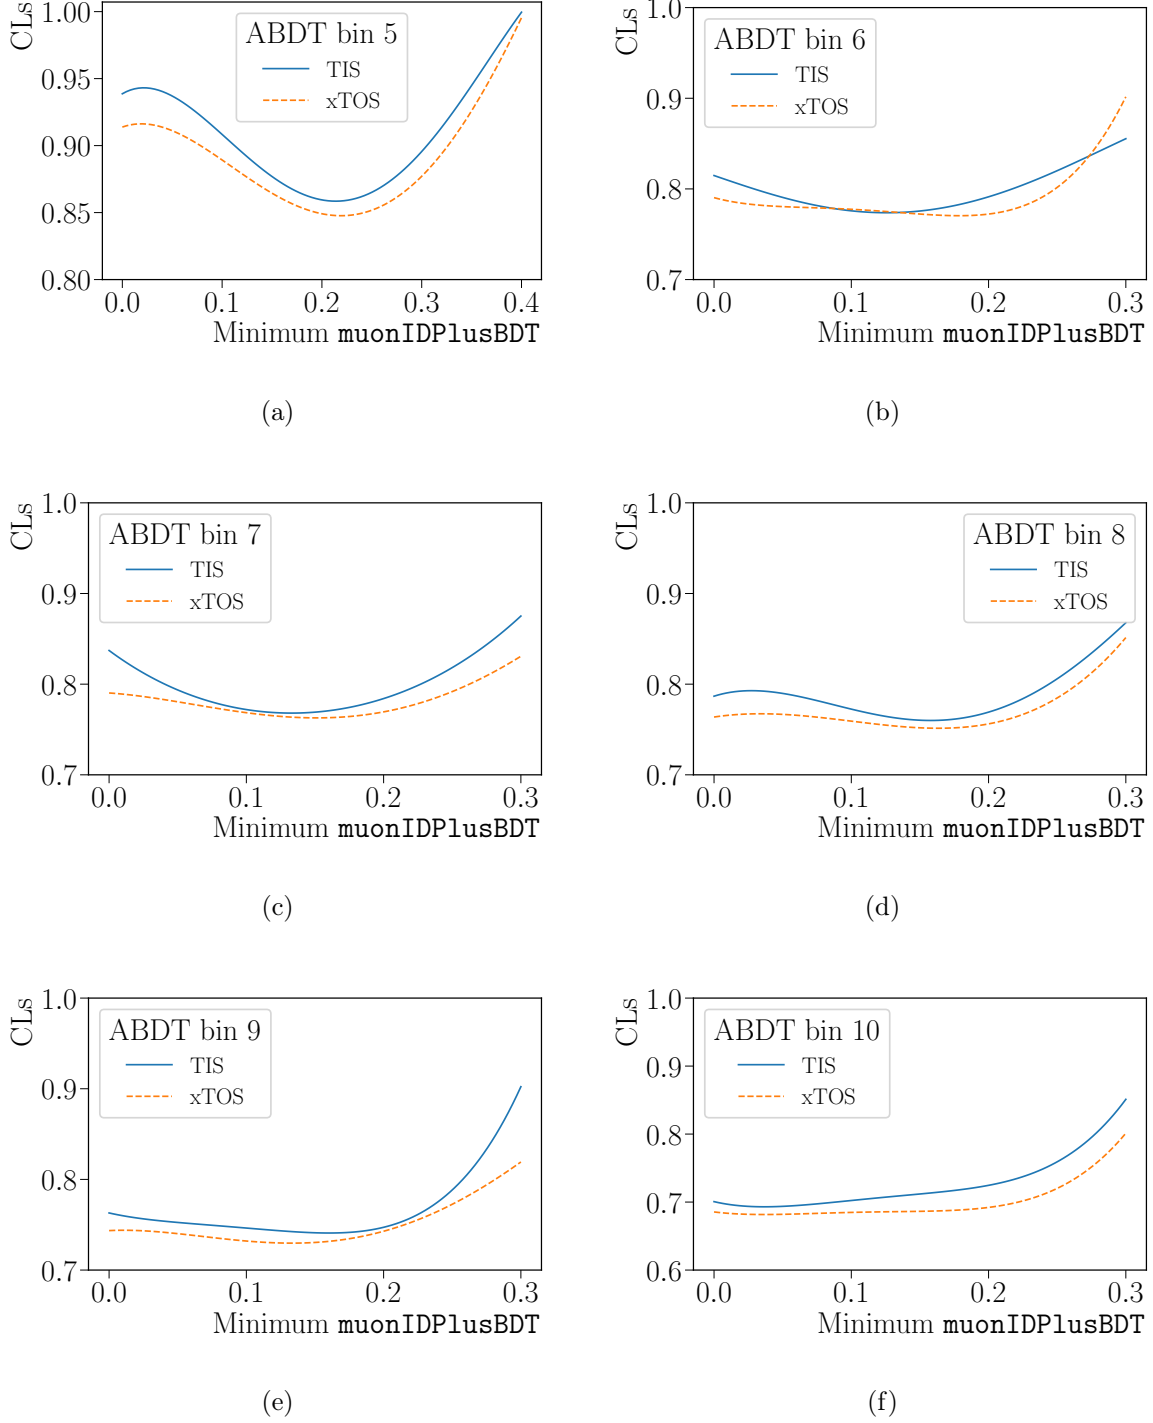 CLs
1.00
0.95
0.90
0.85
0.80
ABDT bin 5
TIS
xTOS
0.0 0.1 0.2 0.3 0.4
Minimum muonIDPlusBDT
(a)
CLs
1.0
0.9
0.8
0.7
ABDT bin 6
TIS
xTOS
0.0 0.1 0.2 0.3
Minimum muonIDPlusBDT
(b)
CLs
1.0
0.9
0.8
0.7
ABDT bin 7
TIS
xTOS
0.0 0.1 0.2 0.3
Minimum muonIDPlusBDT
(c)
CLs
1.0
0.9
0.8
0.7
ABDT bin 8
TIS
xTOS
0.0 0.1 0.2 0.3
Minimum muonIDPlusBDT
(d)
CLs
1.0
0.9
0.8
0.7
ABDT bin 9
TIS
xTOS
0.0 0.1 0.2 0.3
Minimum muonIDPlusBDT
(e)
CLs
1.0
0.9
0.8
0.7
0.6
ABDT bin 10
TIS
xTOS
0.0 0.1 0.2 0.3
Minimum muonIDPlusBDT
(f)